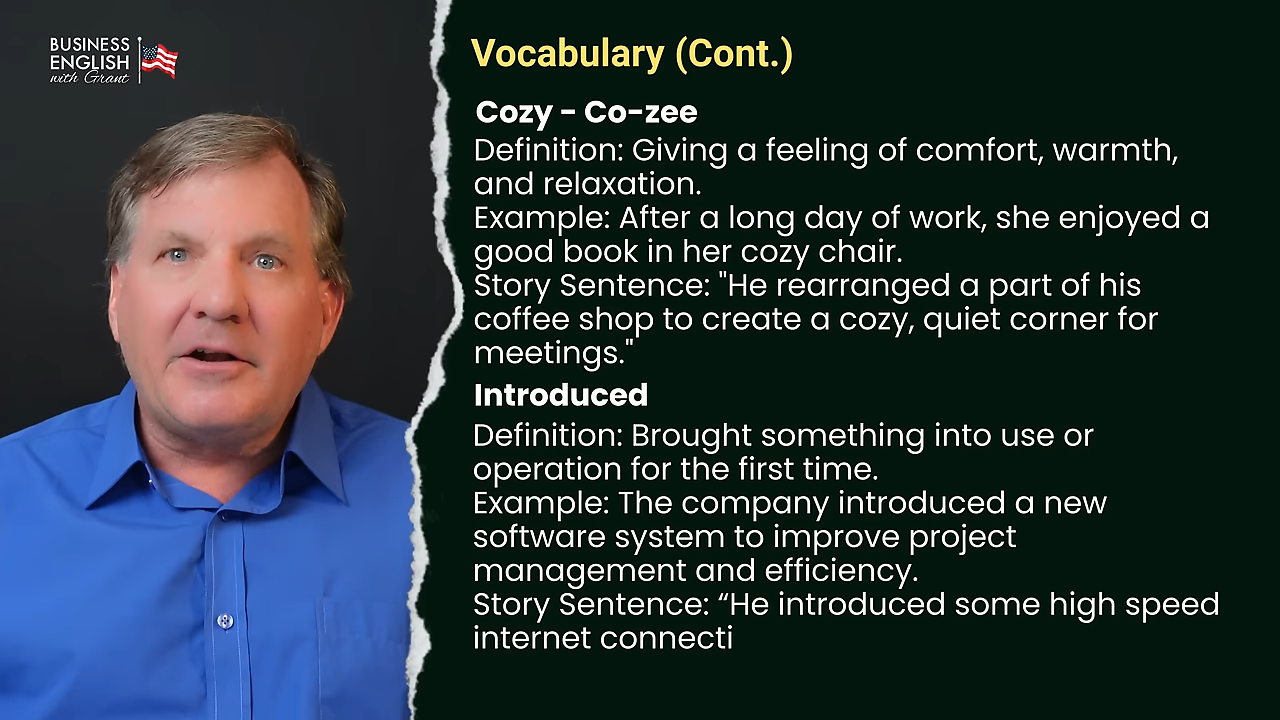 BUSINESS
ENGLISH
with Grant
Vocabulary (Cont.)
Cozy - Co-zee
Definition: Giving a feeling of comfort, warmth,
and relaxation.
Example: After a long day of work, she enjoyed a
good book in her cozy chair.
Story Sentence: "He rearranged a part of his
coffee shop to create a cozy, quiet corner for
meetings."
Introduced
Definition: Brought something into use or
operation for the first time.
Example: The company introduced a new
software system to improve project
management and efficiency.
Story Sentence: “He introduced some high speed
internet connecti